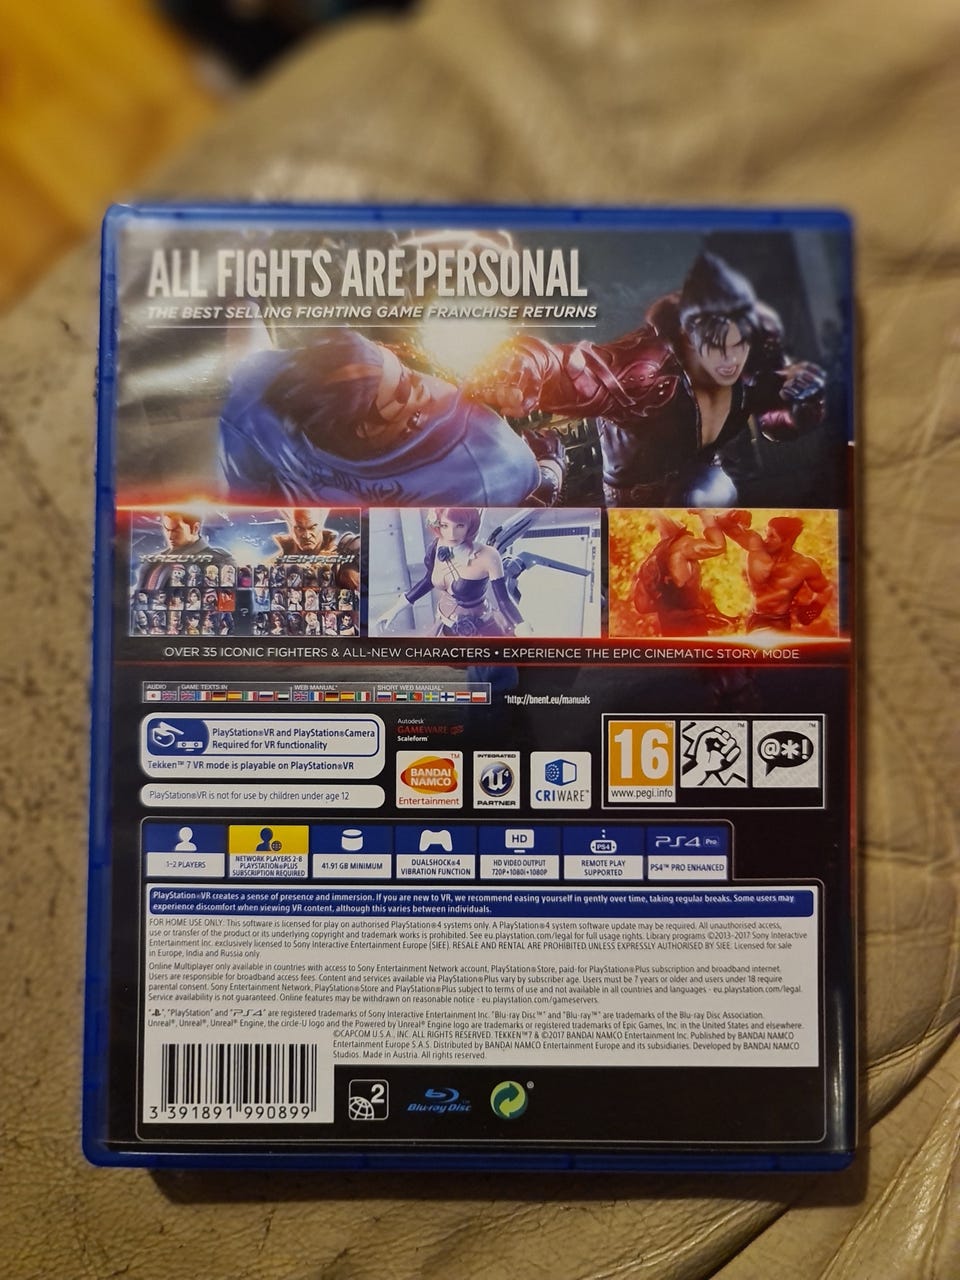 ALL FIGHTS ARE PERSONAL
THE BEST SELLING FIGHTING GAME FRANCHISE RETURNS
KAZUYA
HEIHACHI
OVER 35 ICONIC FIGHTERS & ALL-NEW CHARACTERS • EXPERIENCE THE EPIC CINEMATIC STORY MODE
AUDIO
GAME TEXTS IN
WEB MANUAL*
SHORT WEB MANUAL*
*http://bnent.eu/manuals
PlayStation®VR and PlayStation®Camera
Required for VR functionality
Tekken™ 7 VR mode is playable on PlayStation®VR
PlayStation®VR is not for use by children under age 12
Autodesk®
GAMEWARE
Scaleform®
BANDAI
NAMCO
Entertainment
™
INTEGRATED
U4
PARTNER
CRIWARE™
16
www.pegi.info
™
@*!
™
1-2 PLAYERS
NETWORK PLAYERS 2-8
PLAYSTATION®PLUS
SUBSCRIPTION REQUIRED
41.91 GB MINIMUM
DUALSHOCK®4
VIBRATION FUNCTION
HD
HD VIDEO OUTPUT
720P•1080i•1080P
PS4
REMOTE PLAY
SUPPORTED
PS4 Pro
PS4™ PRO ENHANCED
PlayStation®VR creates a sense of presence and immersion. If you are new to VR, we recommend easing yourself in gently over time, taking regular breaks. Some users may
experience discomfort when viewing VR content, although this varies between individuals.
FOR HOME USE ONLY: This software is licensed for play on authorised PlayStation®4 systems only. A PlayStation®4 system software update may be required. All unauthorised access,
use or transfer of the product or its underlying copyright and trademark works is prohibited. See eu.playstation.com/legal for full usage rights. Library programs ©2013-2017 Sony Interactive
Entertainment Inc. exclusively licensed to Sony Interactive Entertainment Europe (SIEE). RESALE AND RENTAL ARE PROHIBITED UNLESS EXPRESSLY AUTHORISED BY SIEE. Licensed for sale
in Europe, India and Russia only.
Online Multiplayer only available in countries with access to Sony Entertainment Network account, PlayStation®Store, paid-for PlayStation®Plus subscription and broadband internet.
Users are responsible for broadband access fees. Content and services available via PlayStation®Plus vary by subscriber age. Users must be 7 years or older and users under 18 require
parental consent. Sony Entertainment Network, PlayStation®Store and PlayStation®Plus subject to terms of use and not available in all countries and languages - eu.playstation.com/legal.
Service availability is not guaranteed. Online features may be withdrawn on reasonable notice - eu.playstation.com/gameservers.
" ", "PlayStation" and "PS4" are registered trademarks of Sony Interactive Entertainment Inc. "Blu-ray Disc™" and "Blu-ray™" are trademarks of the Blu-ray Disc Association.
Unreal®, Unreal®, Unreal® Engine, the circle-U logo and the Powered by Unreal® Engine logo are trademarks or registered trademarks of Epic Games, Inc. in the United States and elsewhere.
©CAPCOM U.S.A., INC. ALL RIGHTS RESERVED. TEKKEN™7 & ©2017 BANDAI NAMCO Entertainment Inc. Published by BANDAI NAMCO
Entertainment Europe S.A.S. Distributed by BANDAI NAMCO Entertainment Europe and its subsidiaries. Developed by BANDAI NAMCO
Studios. Made in Austria. All rights reserved.
3 391891 990899
2
Blu-ray Disc™
®